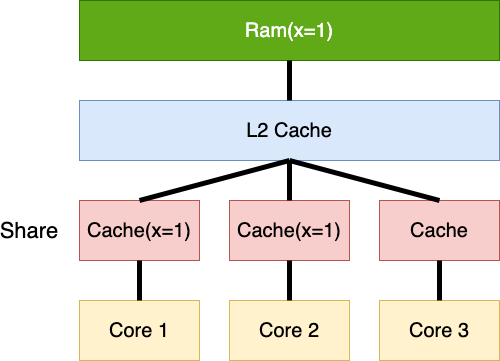 Ram(x=1)
L2 Cache
Share
Cache(x=1)
Cache(x=1)
Cache
Core 1
Core 2
Core 3